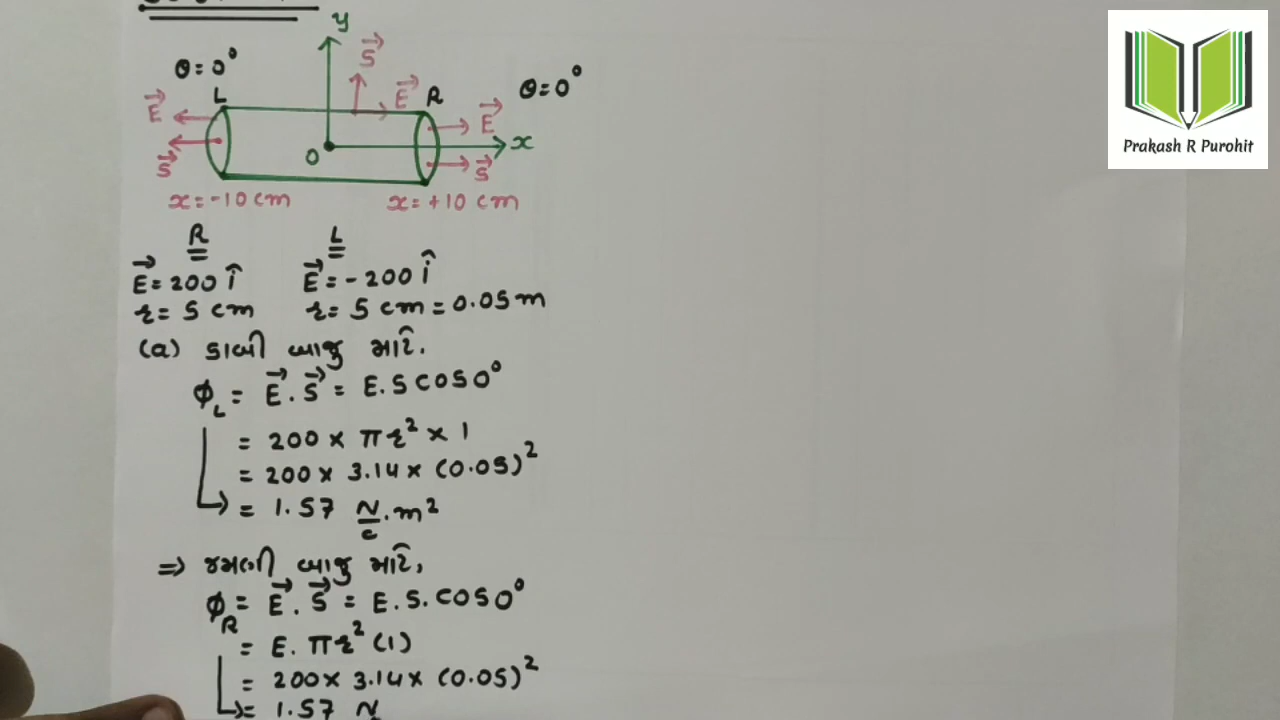 y
θ = 0°
S⃗
L
E⃗
R
θ = 0°
E⃗
E⃗
S⃗
O
x
S⃗
x = -10 cm
x = +10 cm
R
L
E⃗ = 200 î
E⃗ = -200 î
r = 5 cm
r = 5 cm = 0.05 m
(a) ડાબી બાજુ માટે.
ϕL = E⃗ . S⃗ = E.S COS 0°
= 200 × πr² × 1
= 200 × 3.14 × (0.05)²
= 1.57 N/C . m²
⇒ જમણી બાજુ માટે,
ϕR = E⃗ . S⃗ = E.S. COS 0°
= E. πr² (1)
= 200 × 3.14 × (0.05)²
= 1.57 N
Prakash R Purohit